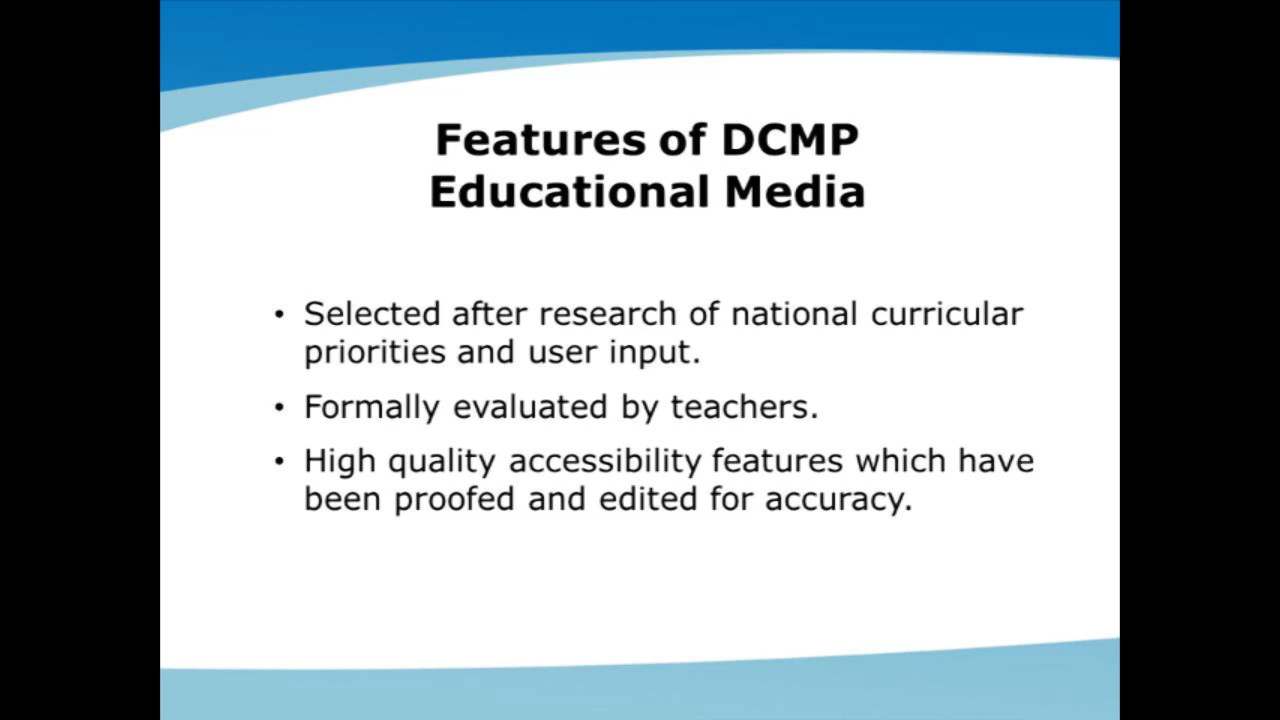 Features of DCMP
Educational Media
• Selected after research of national curricular
priorities and user input.
• Formally evaluated by teachers.
• High quality accessibility features which have
been proofed and edited for accuracy.